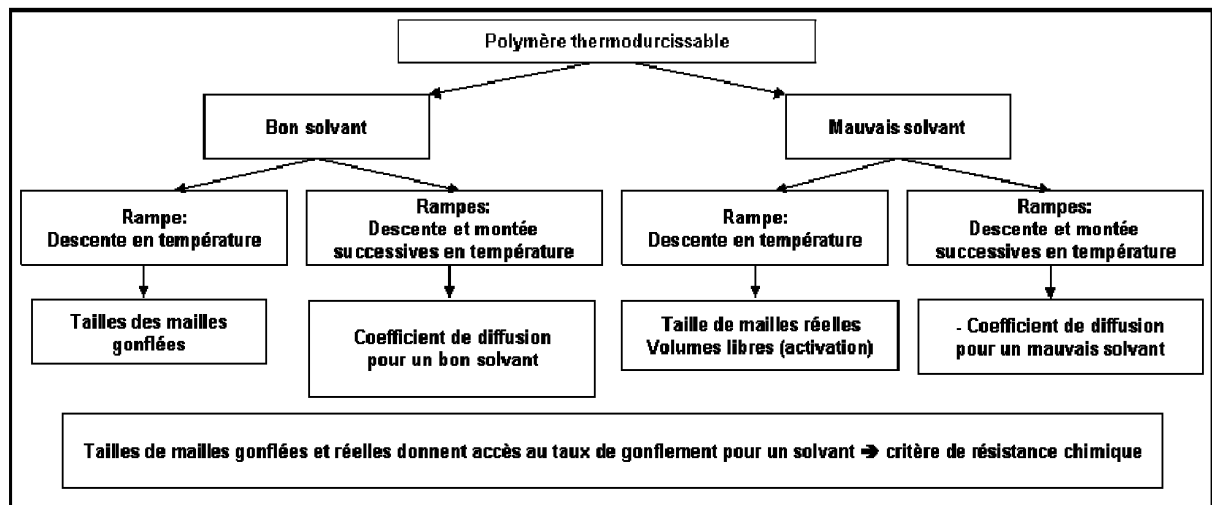 Polymère thermodurcissable
Bon solvant
Mauvais solvant
Rampe:
Descente en température
Rampes:
Descente et montée
successives en température
Rampe:
Descente en température
Rampes:
Descente et montée
successives en température
Tailles des mailles
gonflées
Coefficient de diffusion
pour un bon solvant
Taille de mailles réelles
Volumes libres (activation)
- Coefficient de diffusion
pour un mauvais solvant
Tailles de mailles gonflées et réelles donnent accès au taux de gonflement pour un solvant ➔ critère de résistance chimique